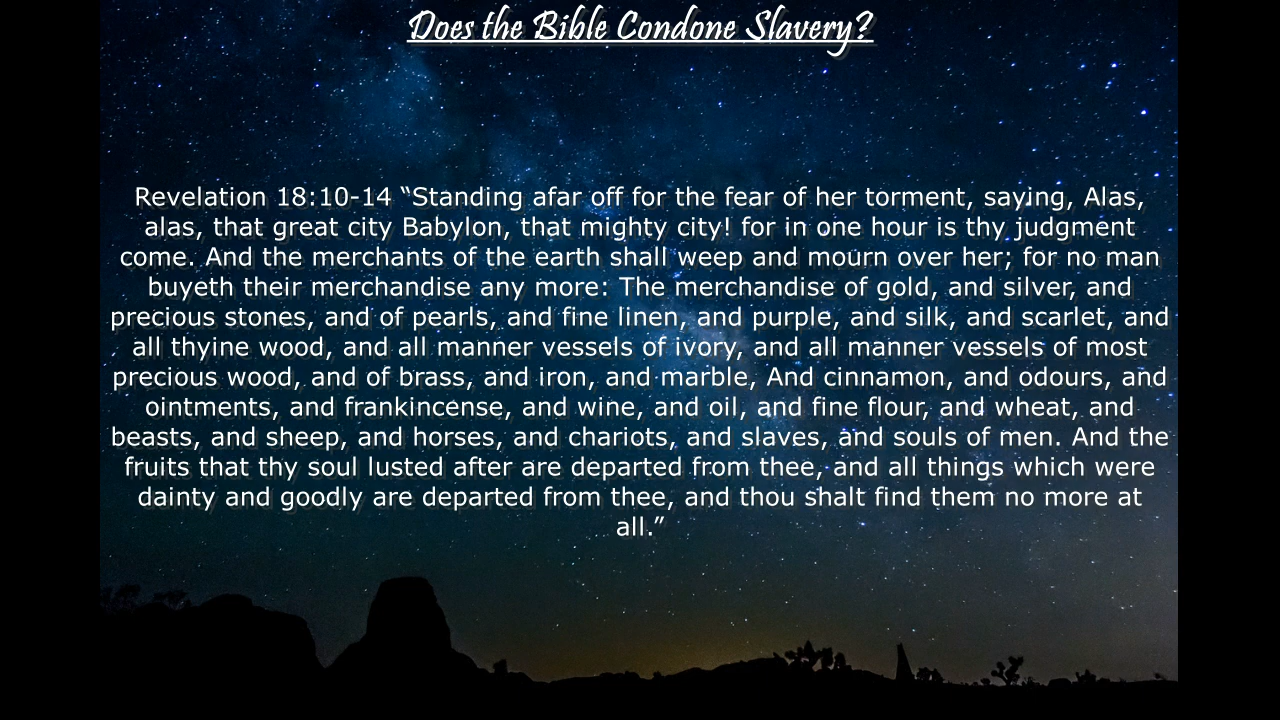 Does the Bible Condone Slavery?
Revelation 18:10-14 “Standing afar off for the fear of her torment, saying, Alas,
alas, that great city Babylon, that mighty city! for in one hour is thy judgment
come. And the merchants of the earth shall weep and mourn over her; for no man
buyeth their merchandise any more: The merchandise of gold, and silver, and
precious stones, and of pearls, and fine linen, and purple, and silk, and scarlet, and
all thyine wood, and all manner vessels of ivory, and all manner vessels of most
precious wood, and of brass, and iron, and marble, And cinnamon, and odours, and
ointments, and frankincense, and wine, and oil, and fine flour, and wheat, and
beasts, and sheep, and horses, and chariots, and slaves, and souls of men. And the
fruits that thy soul lusted after are departed from thee, and all things which were
dainty and goodly are departed from thee, and thou shalt find them no more at
all.”